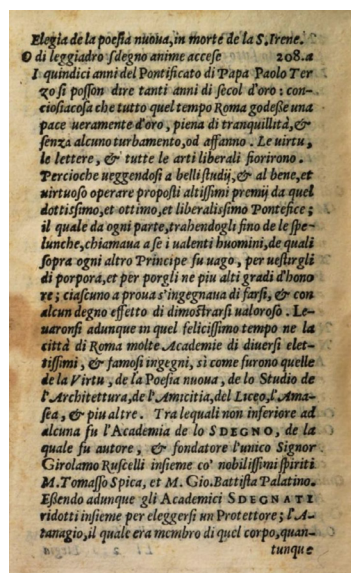 Elegia de la poeſia nuoua, in morte de la S. Irene.
O di leggiadro ſdegno anime acceſe 208.a
I quindici anni del Pontificato di Papa Paolo Ter
zo ſi poſſon dire tanti anni di ſecol d'oro: con-
cioſiacoſa che tutto quel tempo Roma godeſſe una
pace ueramente d'oro, piena di tranquillità, &
ſenza alcuno turbamento, od affanno. Le uirtu,
le lettere, & tutte le arti liberali fiorirono.
Percioche ueggendoſi a belli ſtudij, & al bene, et
uirtuoſo operare propoſti altiſſimi premij da quel
dottiſſimo, et ottimo, et liberaliſſimo Pontefice;
il quale da ogni parte, trahendogli fino de le ſpe-
lunche, chiamaua a ſe i ualenti huomini, de quali
ſopra ogni altro Principe fu uago, per ueſtirgli
di porpora, et per porgli ne piu alti gradi d'hono
re; ciaſcuno a proua s'ingegnaua di farſi, & con
alcun degno effetto di dimoſtrarſi ualoroſo. Le-
uaronſi adunque in quel feliciſſimo tempo ne la
città di Roma molte Academie di diuerſi elet-
tiſſimi, & famoſi ingegni, sì come furono quelle
de la Virtu, de la Poeſia nuoua, de lo Studio de
l'Architettura, de l'Amicitia, del Liceo, l'Ama-
ſea, & piu altre. Tra lequali non inferiore ad
alcuna fu l'Academia de lo SDEGNO, de la
quale fu autore, & fondatore l'unico Signor
Girolamo Ruſcelli inſieme co' nobiliſſimi ſpiriti
M. Tomaſſo Spica, et M. Gio. Battiſta Palatino.
Eſſendo adunque gli Academici SDEGNATI
ridotti inſieme per eleggerſi un Protettore; l'A-
tanagio, il quale era membro di quel corpo, quan-
tunque